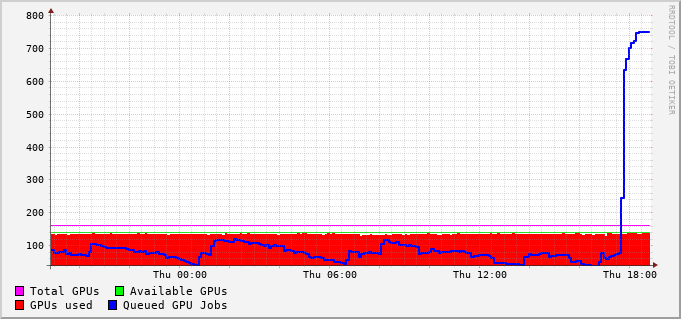 800
700
600
500
400
300
200
100
Thu 00:00 Thu 06:00 Thu 12:00 Thu 18:00
Total GPUs Available GPUs
GPUs used Queued GPU Jobs
RRDTOOL / TOBI OETIKER